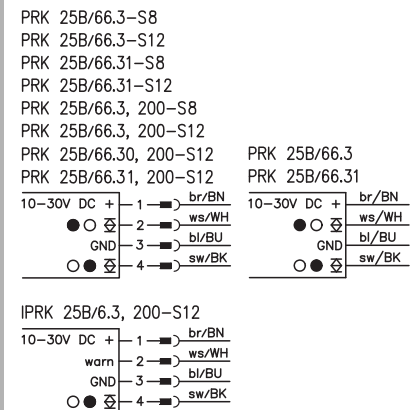 PRK 25B/66.3-S8
PRK 25B/66.3-S12
PRK 25B/66.31-S8
PRK 25B/66.31-S12
PRK 25B/66.3, 200-S8
PRK 25B/66.3, 200-S12
PRK 25B/66.30, 200-S12
PRK 25B/66.31, 200-S12
10-30V DC + 1 br/BN
2 ws/WH
GND 3 bl/BU
4 sw/BK
PRK 25B/66.3
PRK 25B/66.31
10-30V DC + br/BN
ws/WH
GND bl/BU
sw/BK
IPRK 25B/6.3, 200-S12
10-30V DC + 1 br/BN
warn 2 ws/WH
GND 3 bl/BU
4 sw/BK